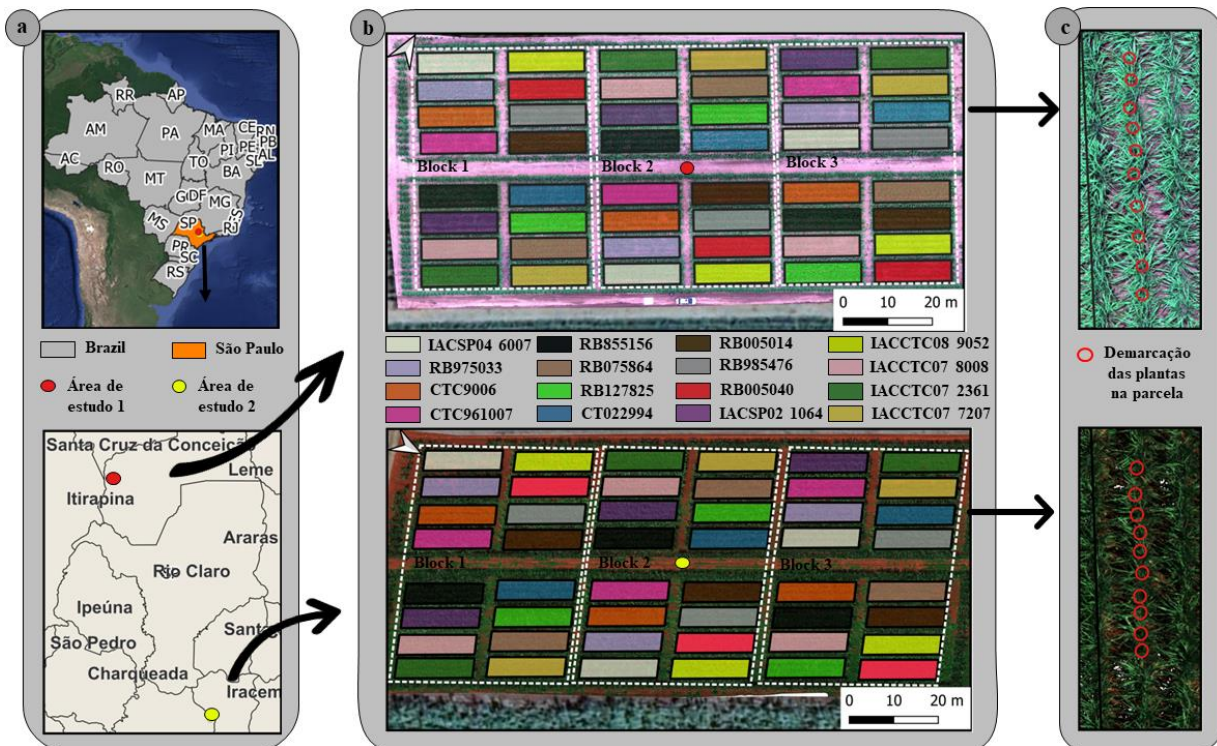 a
RR
AP
AM
PA
MA
CE
RN
PB
PE
AL
PI
AC
RO
TO
BA
MT
DF
MG
MS
SP
RJ
PR
SC
RS
Brazil
São Paulo
Área de
estudo 1
Área de
estudo 2
Santa Cruz da Conceição
Leme
Itirapina
Araras
Rio Claro
Ipeúna
São Pedro
Charqueada
Iracem
b
Block 1
Block 2
Block 3
0 10 20 m
IACSP04 6007
RB855156
RB005014
IACCTC08 9052
RB975033
RB075864
RB985476
IACCTC07 8008
CTC9006
RB127825
RB005040
IACCTC07 2361
CTC961007
CT022994
IACSP02 1064
IACCTC07 7207
Block 1
Block 2
Block 3
0 10 20 m
c
Demarcação
das plantas
na parcela